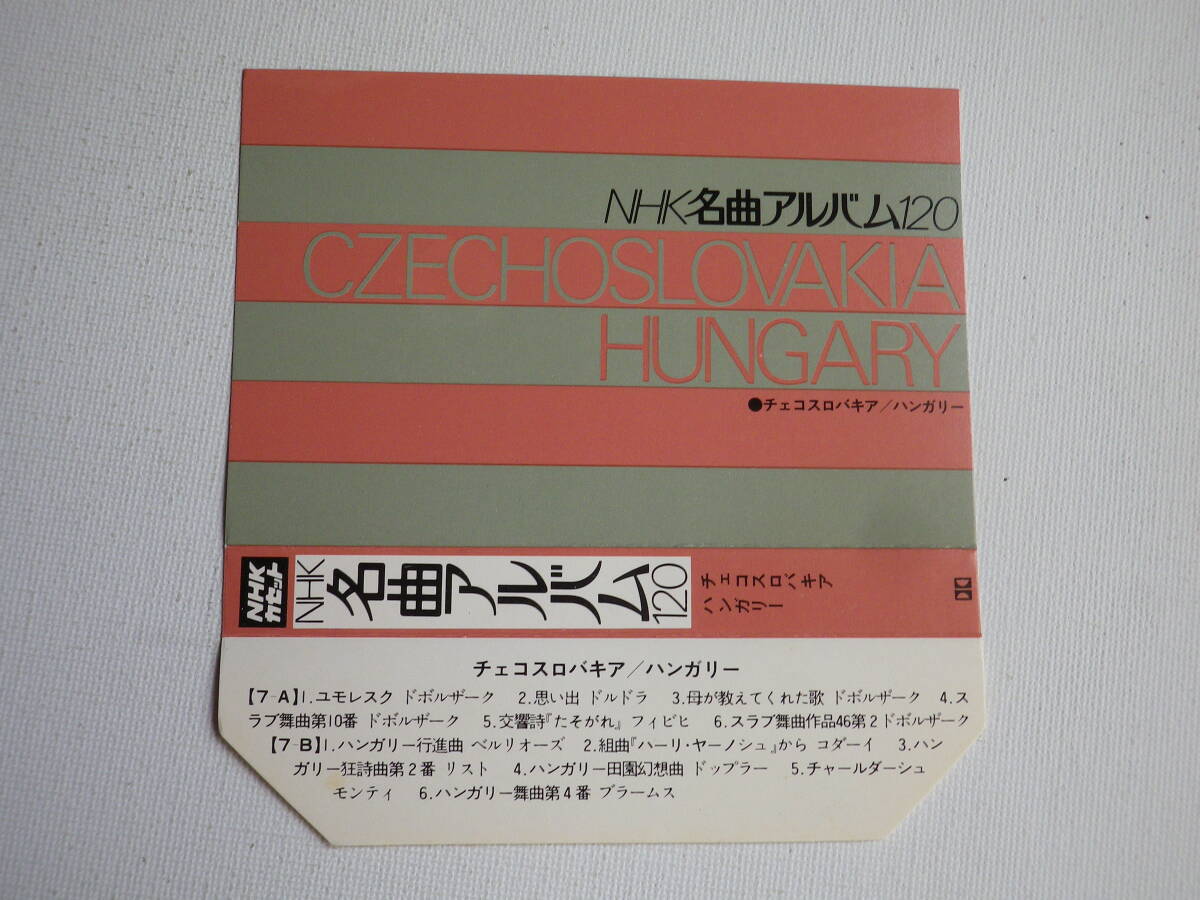 NHK名曲アルバム120
CZECHOSLOVAKIA
HUNGARY
●チェコスロバキア/ハンガリー
NHK
カセット
NHK
名曲アルバム
120
チェコスロバキア
ハンガリー
チェコスロバキア/ハンガリー
【7-A】1.ユモレスク ドボルザーク 2.思い出 ドルドラ 3.母が教えてくれた歌 ドボルザーク 4.ス
ラブ舞曲第10番 ドボルザーク 5.交響詩『たそがれ』フィビヒ 6.スラブ舞曲作品46第2 ドボルザーク
【7-B】1.ハンガリー行進曲 ベルリオーズ 2.組曲『ハーリ・ヤーノシュ』から コダーイ 3.ハン
ガリー狂詩曲第2番 リスト 4.ハンガリー田園幻想曲 ドップラー 5.チャールダーシュ
モンティ 6.ハンガリー舞曲第4番 ブラームス